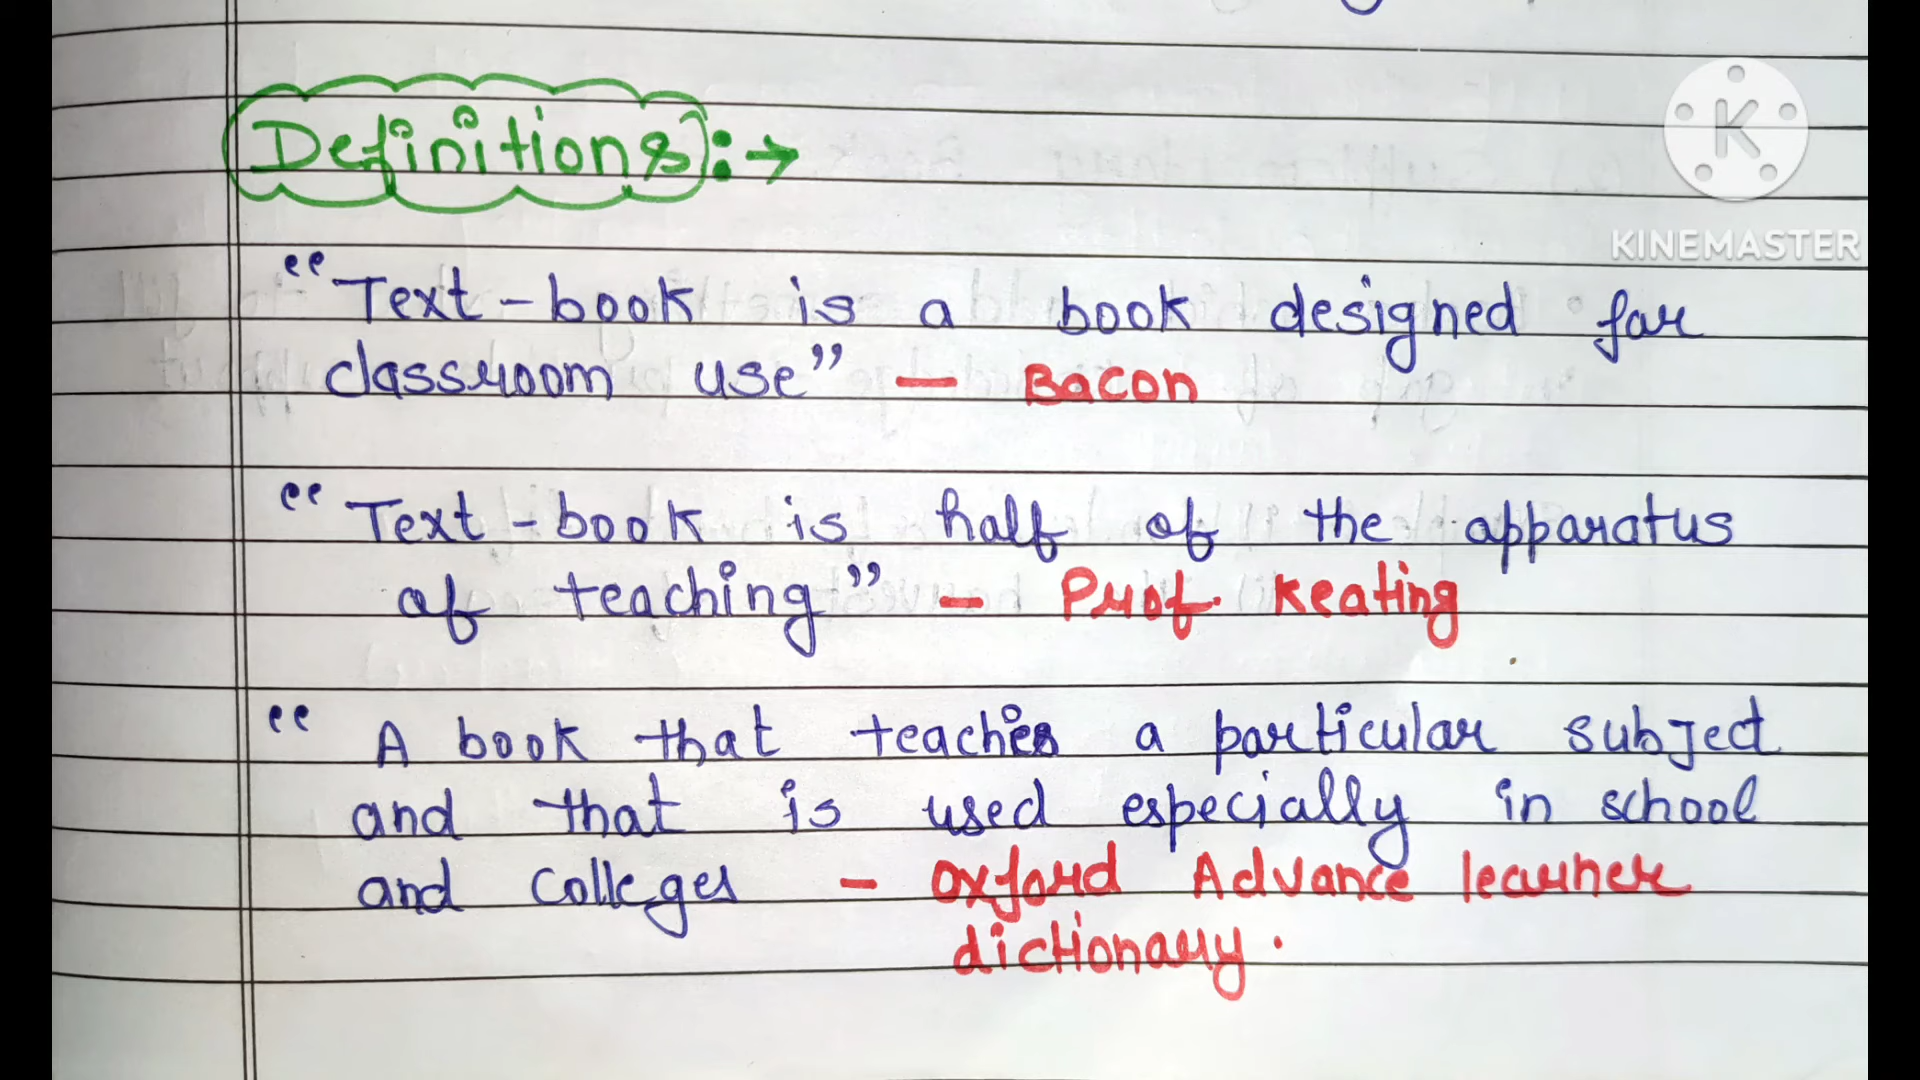 Definitions:→
K
KINEMASTER
"Text-book is a book designed for
classroom use" — Bacon
"Text-book is half of the apparatus
of teaching" — Prof. Keating
" A book that teaches a particular subject
and that is used especially in school
and colleges — Oxford Advance learner
dictionary.